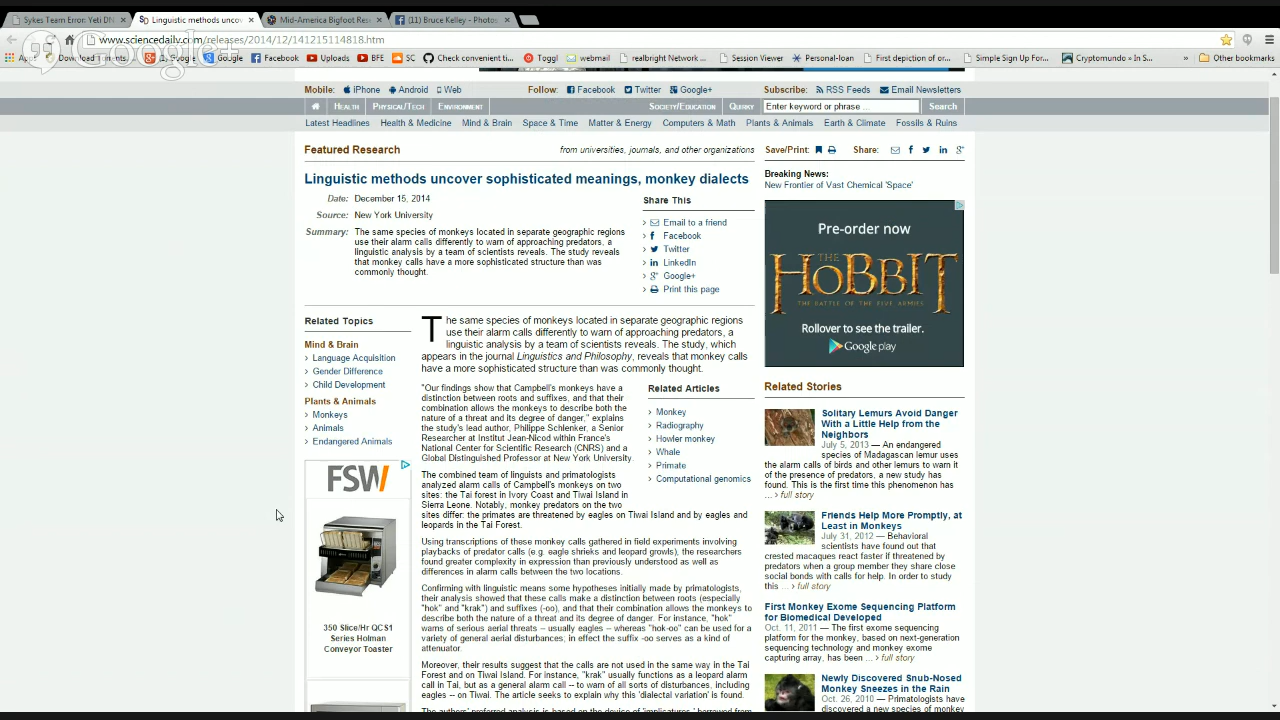 Sykes Team Error: Yeti DN
Linguistic methods uncov
Mid-America Bigfoot Res
(11) Bruce Kelley - Photos
www.sciencedaily.com/releases/2014/12/141215114818.htm
Google+
Apps
Download Torrents
Google
Google
Facebook
Uploads
BFE
SC
Check convenient ti...
Toggl
webmail
realbright Network ...
Session Viewer
Personal-loan
First depiction of or...
Simple Sign Up For...
Cryptomundo » In S...
»
Other bookmarks
Mobile: iPhone Android Web
Follow: Facebook Twitter Google+
Subscribe: RSS Feeds Email Newsletters
Health Physical/Tech Environment Society/Education Quirky Enter keyword or phrase ... Search
Latest Headlines Health & Medicine Mind & Brain Space & Time Matter & Energy Computers & Math Plants & Animals Earth & Climate Fossils & Ruins
Featured Research
from universities, journals, and other organizations
Linguistic methods uncover sophisticated meanings, monkey dialects
Date: December 15, 2014
Source: New York University
Summary: The same species of monkeys located in separate geographic regions
use their alarm calls differently to warn of approaching predators, a
linguistic analysis by a team of scientists reveals. The study reveals
that monkey calls have a more sophisticated structure than was
commonly thought.
Share This
› Email to a friend
› Facebook
› Twitter
› LinkedIn
› Google+
› Print this page
Related Topics
Mind & Brain
› Language Acquisition
› Gender Difference
› Child Development
Plants & Animals
› Monkeys
› Animals
› Endangered Animals
FSW
350 Slice/Hr QCS1
Series Holman
Conveyor Toaster
The same species of monkeys located in separate geographic regions
use their alarm calls differently to warn of approaching predators, a
linguistic analysis by a team of scientists reveals. The study, which
appears in the journal Linguistics and Philosophy, reveals that monkey calls
have a more sophisticated structure than was commonly thought.
"Our findings show that Campbell's monkeys have a
distinction between roots and suffixes, and that their
combination allows the monkeys to describe both the
nature of a threat and its degree of danger," explains
the study's lead author, Philippe Schlenker, a Senior
Researcher at Institut Jean-Nicod within France's
National Center for Scientific Research (CNRS) and a
Global Distinguished Professor at New York University.
The combined team of linguists and primatologists
analyzed alarm calls of Campbell's monkeys on two
sites: the Tai forest in Ivory Coast and Tiwai Island in
Sierra Leone. Notably, monkey predators on the two
sites differ: the primates are threatened by eagles on Tiwai Island and by eagles and
leopards in the Tai Forest.
Using transcriptions of these monkey calls gathered in field experiments involving
playbacks of predator calls (e.g. eagle shrieks and leopard growls), the researchers
found greater complexity in expression than previously understood as well as
differences in alarm calls between the two locations.
Confirming with linguistic means some hypotheses initially made by primatologists,
their analysis showed that these calls make a distinction between roots (especially
"hok" and "krak") and suffixes (-oo), and that their combination allows the monkeys to
describe both the nature of a threat and its degree of danger. For instance, "hok"
warns of serious aerial threats -- usually eagles -- whereas "hok-oo" can be used for a
variety of general aerial disturbances; in effect the suffix -oo serves as a kind of
attenuator.
Moreover, their results suggest that the calls are not used in the same way in the Tai
Forest and on Tiwai Island. For instance, "krak" usually functions as a leopard alarm
call in Tai, but as a general alarm call -- to warn of all sorts of disturbances, including
eagles -- on Tiwai. The article seeks to explain why this 'dialectal variation' is found.
The authors' preferred analysis is based on the device of 'implicatures,' borrowed from
Related Articles
› Monkey
› Radiography
› Howler monkey
› Whale
› Primate
› Computational genomics
Save/Print: Share:
Breaking News:
New Frontier of Vast Chemical 'Space'
Pre-order now
THE
HOBBIT
THE BATTLE OF THE FIVE ARMIES
Rollover to see the trailer.
Google play
Related Stories
Solitary Lemurs Avoid Danger
With a Little Help from the
Neighbors
July 5, 2013 — An endangered
species of Madagascan lemur uses
the alarm calls of birds and other lemurs to warn it
of the presence of predators, a new study has
found. This is the first time this phenomenon has
... › full story
Friends Help More Promptly, at
Least in Monkeys
July 31, 2012 — Behavioral
scientists have found out that
crested macaques react faster if threatened by
predators when a group member they share close
social bonds with calls for help. In order to study
this ... › full story
First Monkey Exome Sequencing Platform
for Biomedical Developed
Oct. 11, 2011 — The first exome sequencing
platform for the monkey, based on next-generation
sequencing technology and monkey exome
capturing array, has been ... › full story
Newly Discovered Snub-Nosed
Monkey Sneezes in the Rain
Oct. 26, 2010 — Primatologists have
discovered a new species of monkey